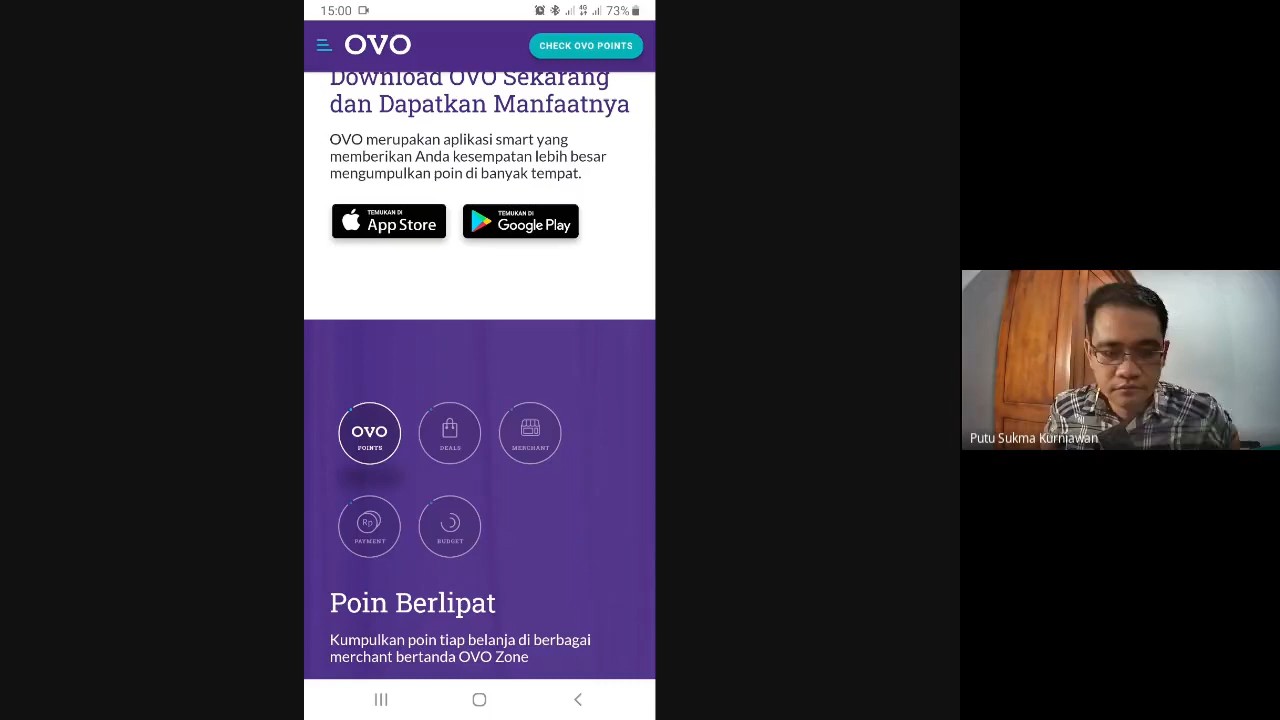 15:00
4G
73%
OVO
CHECK OVO POINTS
Download OVO Sekarang
dan Dapatkan Manfaatnya
OVO merupakan aplikasi smart yang
memberikan Anda kesempatan lebih besar
mengumpulkan poin di banyak tempat.
TEMUKAN DI
App Store
TEMUKAN DI
Google Play
OVO
POINTS
DEALS
MERCHANT
Rp
PAYMENT
BUDGET
Poin Berlipat
Kumpulkan poin tiap belanja di berbagai
merchant bertanda OVO Zone
Putu Sukma Kurniawan